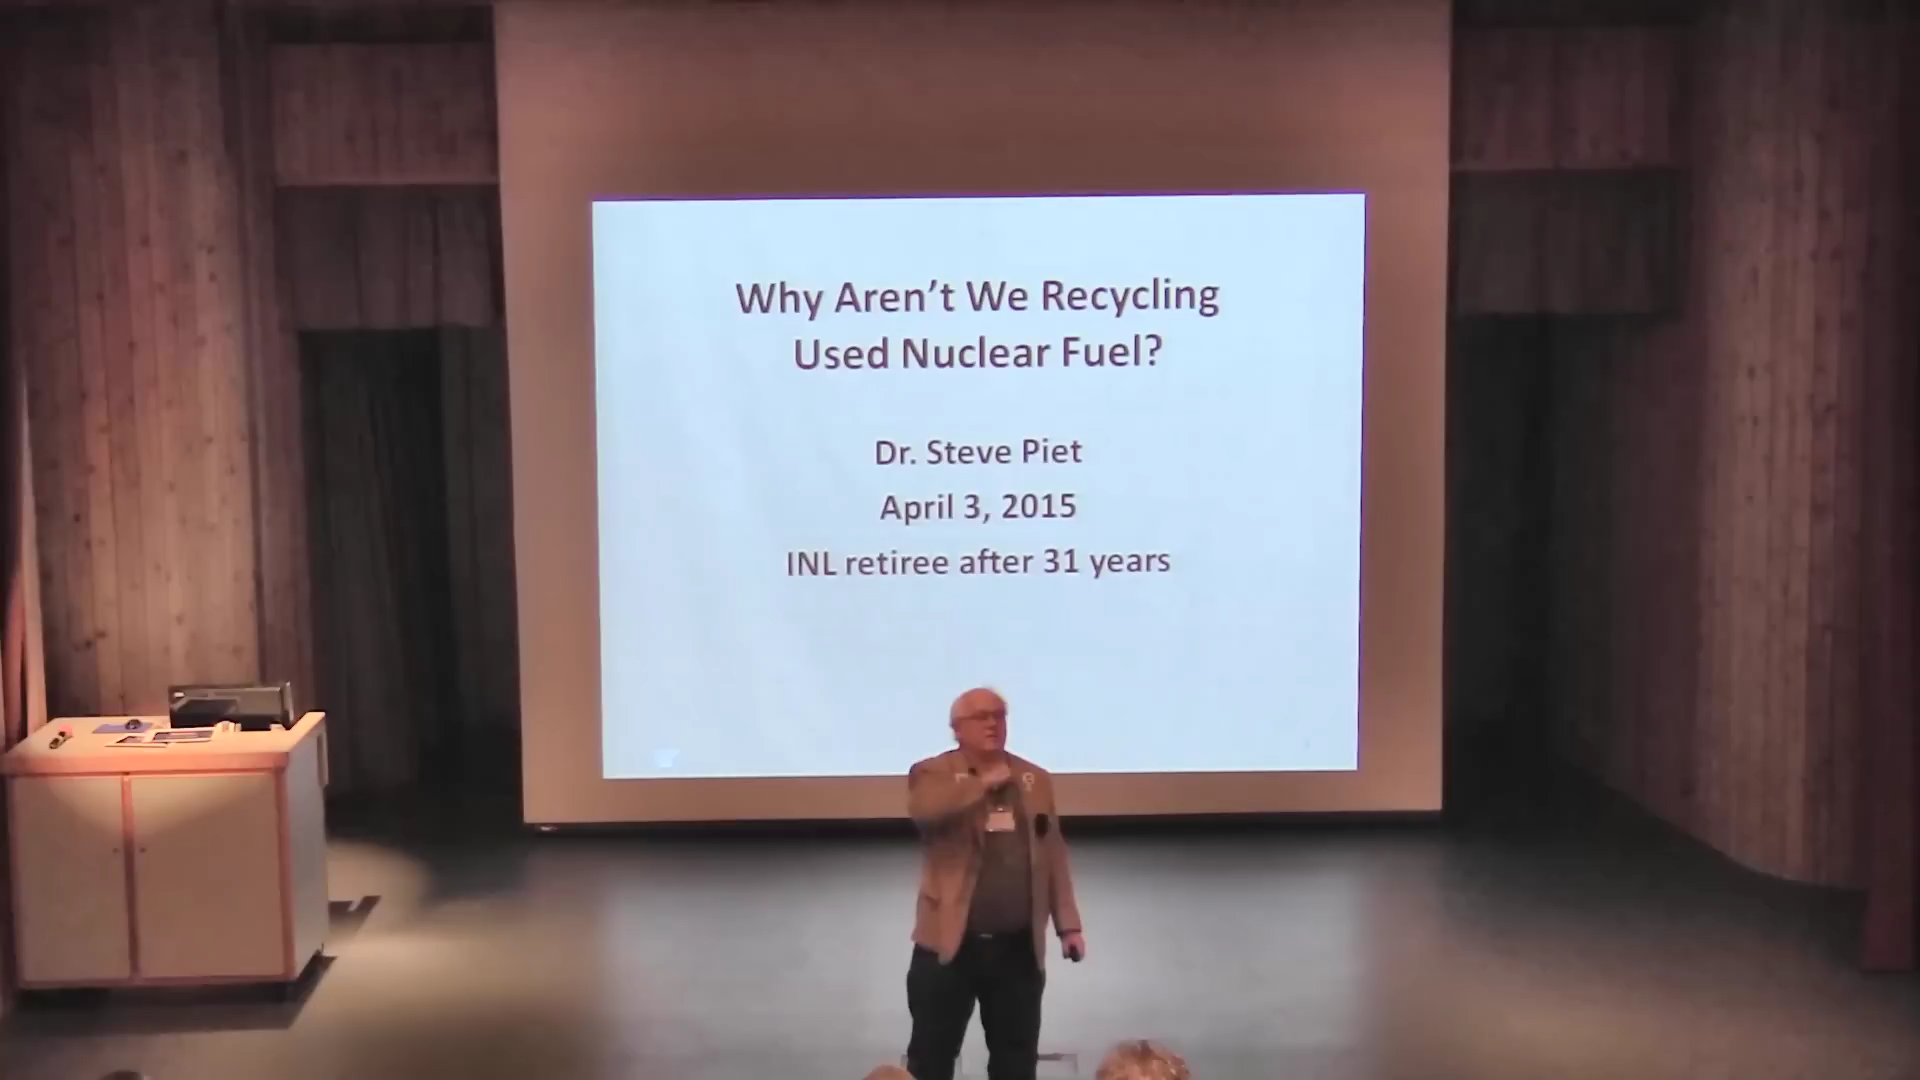 Why Aren’t We Recycling
Used Nuclear Fuel?
Dr. Steve Piet
April 3, 2015
INL retiree after 31 years